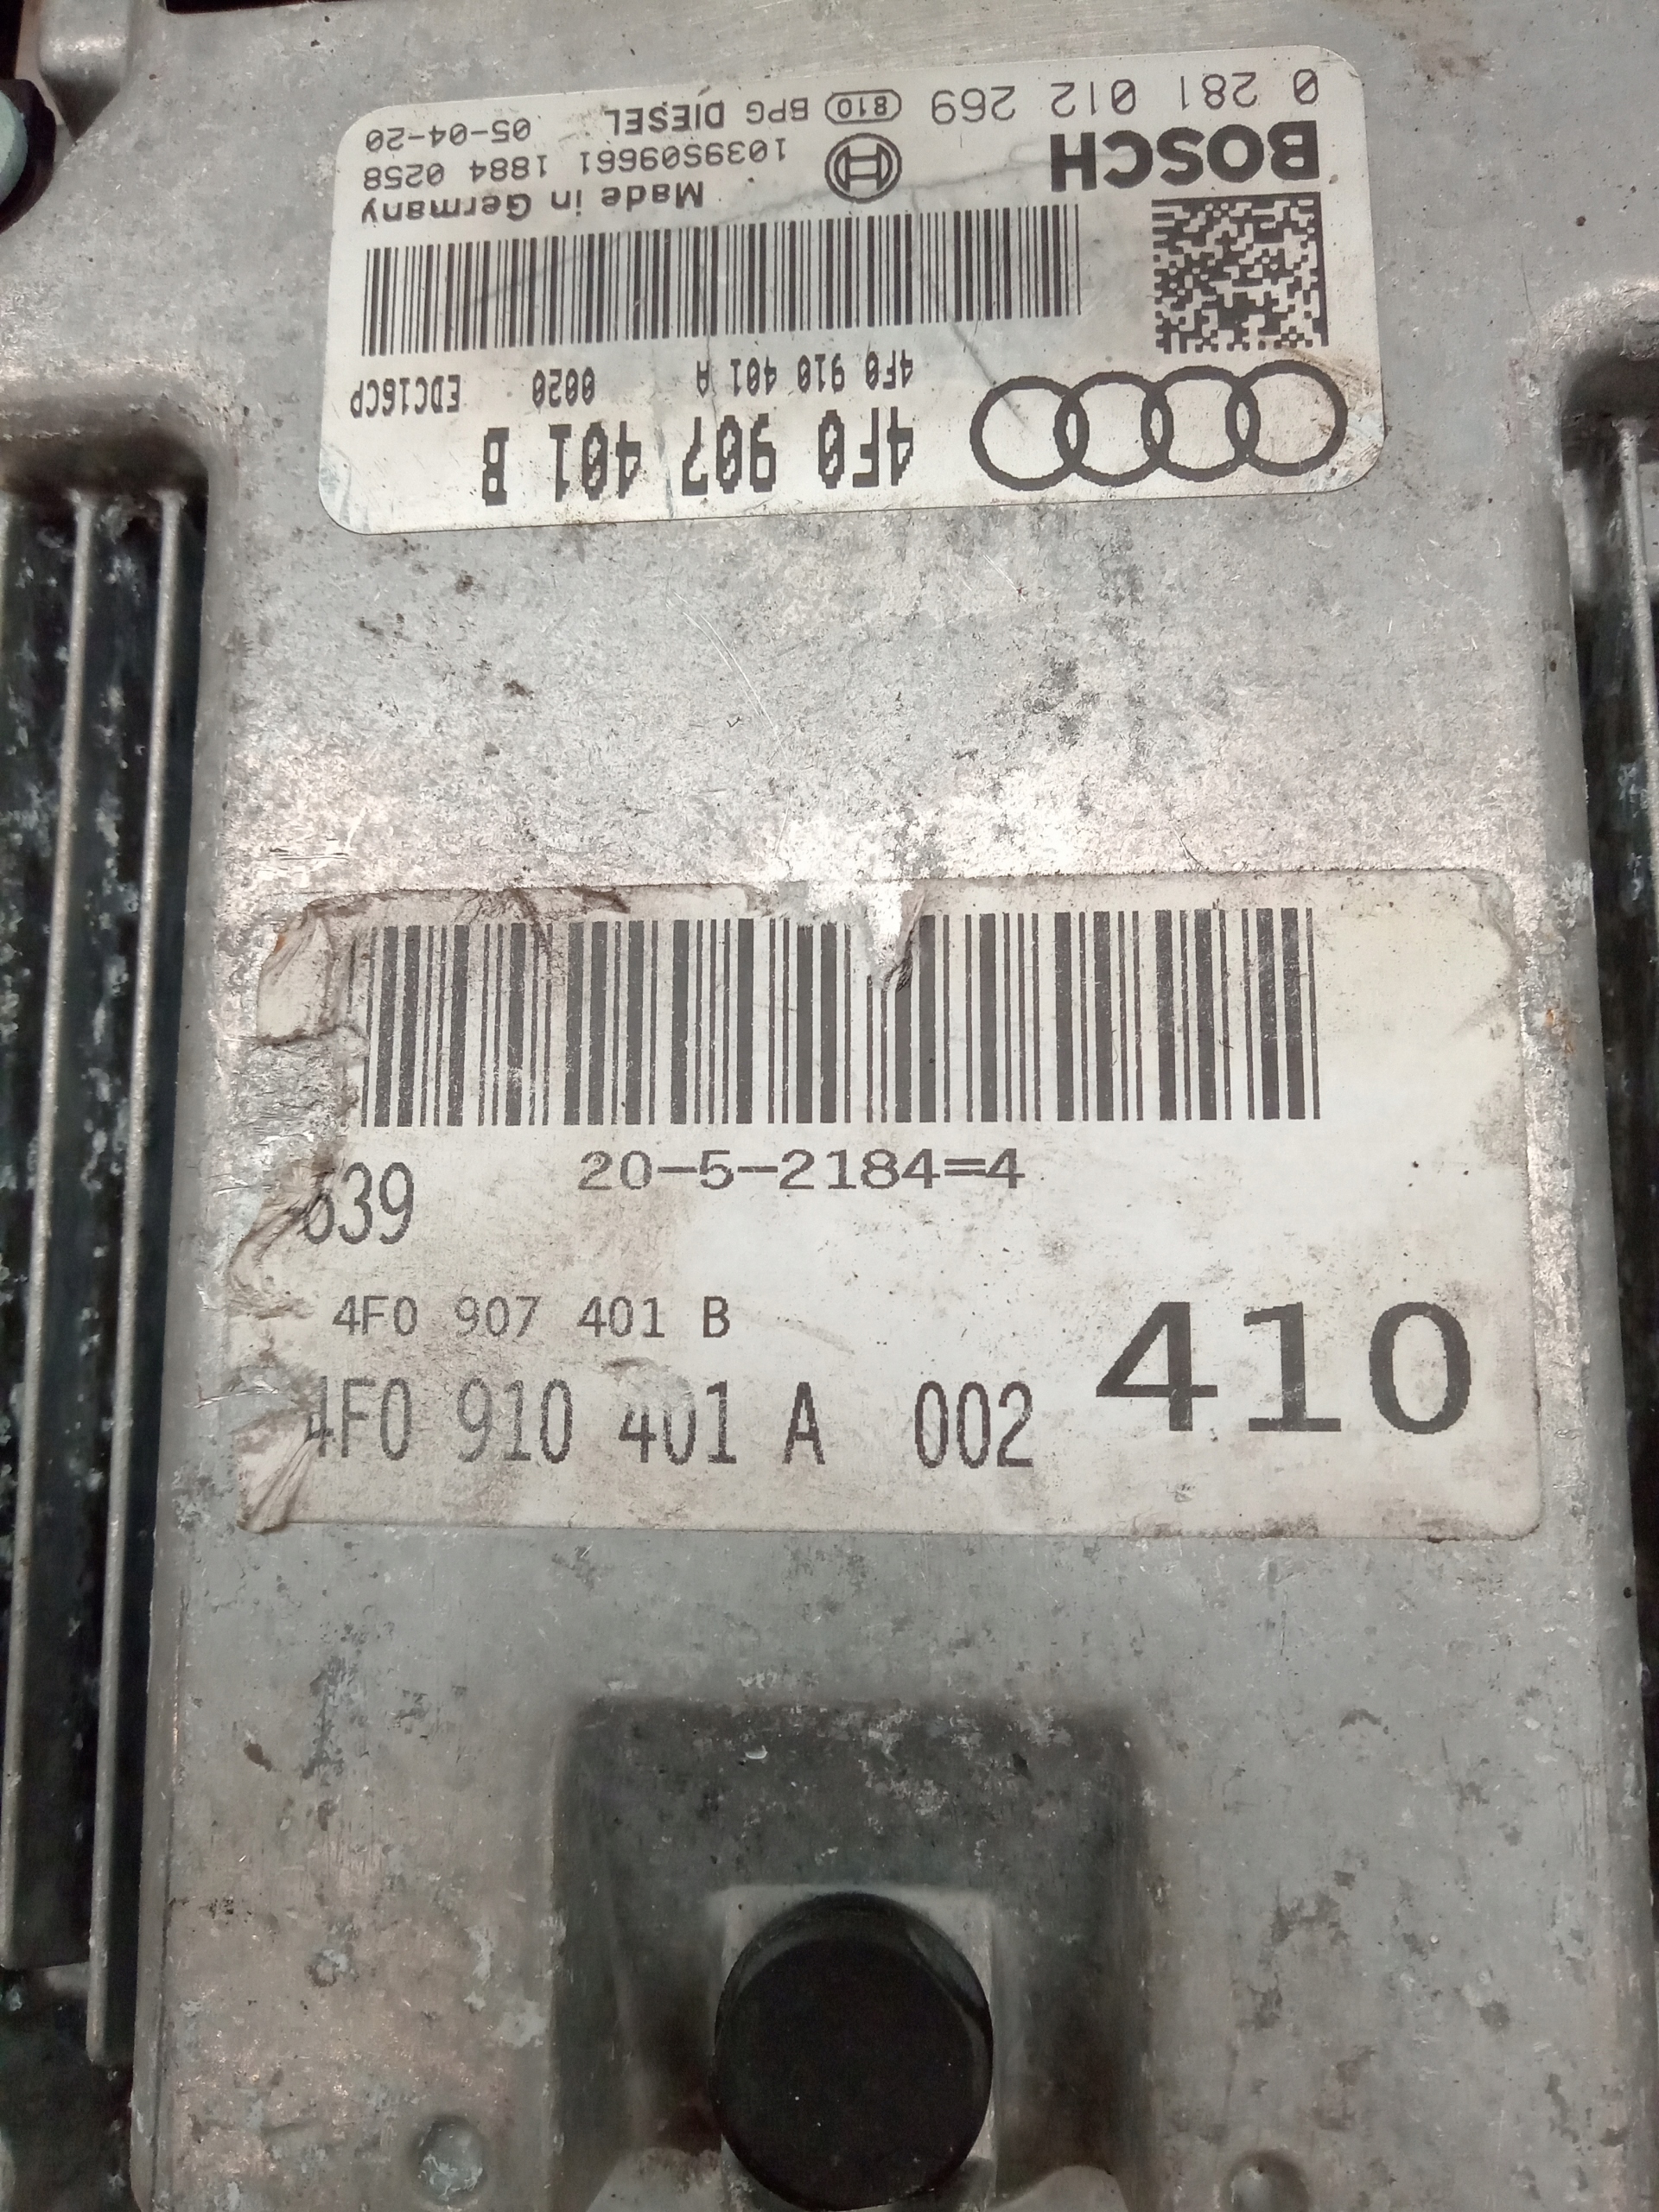 0 281 012 269 810 BPG DIESEL 05-04-20
BOSCH
1039S09661 1884 0258
Made in Germany
4F0 910 401 A 0020 EDC16CP
4F0 907 401 B
20-5-2184=4
639
4F0 907 401 B
4F0 910 401 A 002
410